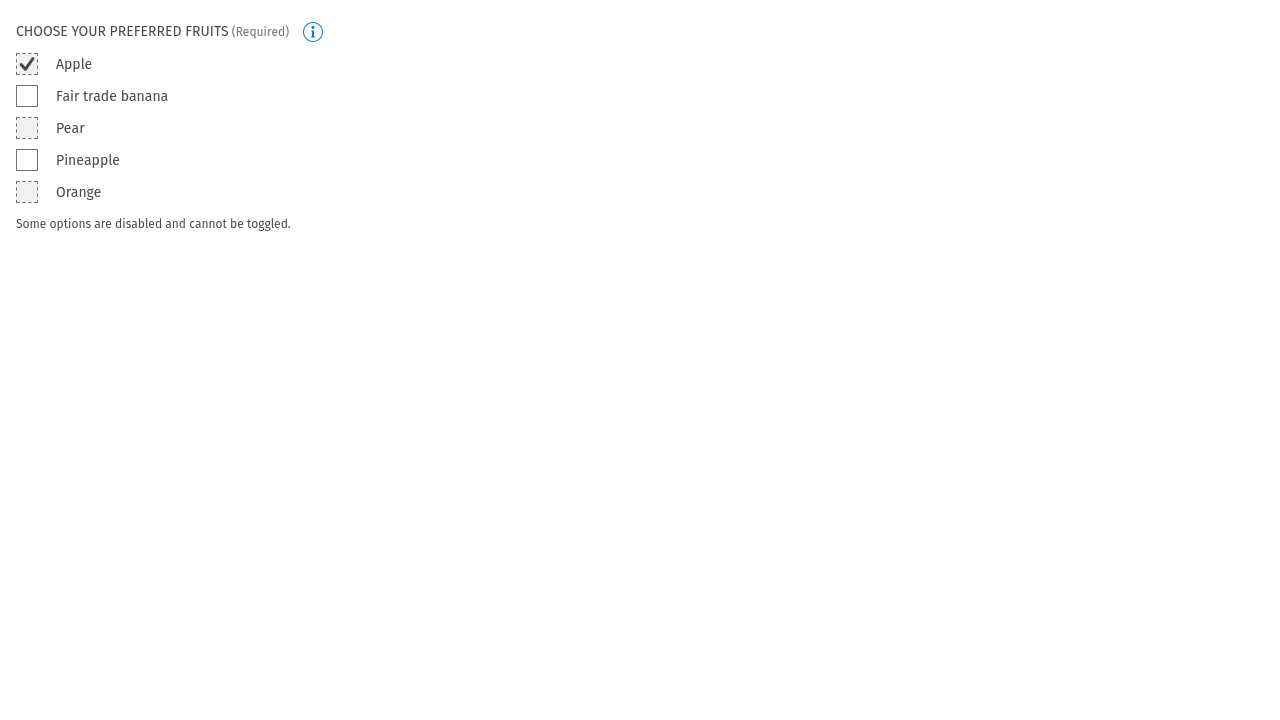 CHOOSE YOUR PREFERRED FRUITS (Required)
Apple
Fair trade banana
Pear
Pineapple
Orange
Some options are disabled and cannot be toggled.